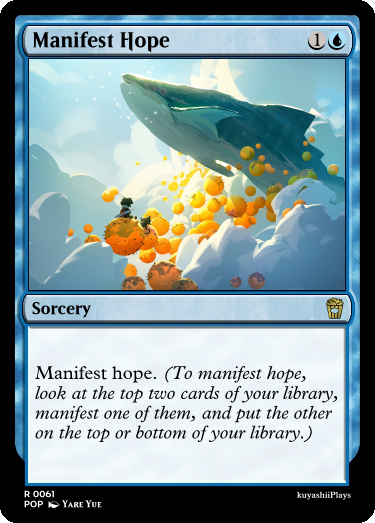 Manifest Hope 1
Sorcery
Manifest hope. (To manifest hope,
look at the top two cards of your library,
manifest one of them, and put the other
on the top or bottom of your library.)
R 0061 kuyashiiPlays
POP Yare Yue